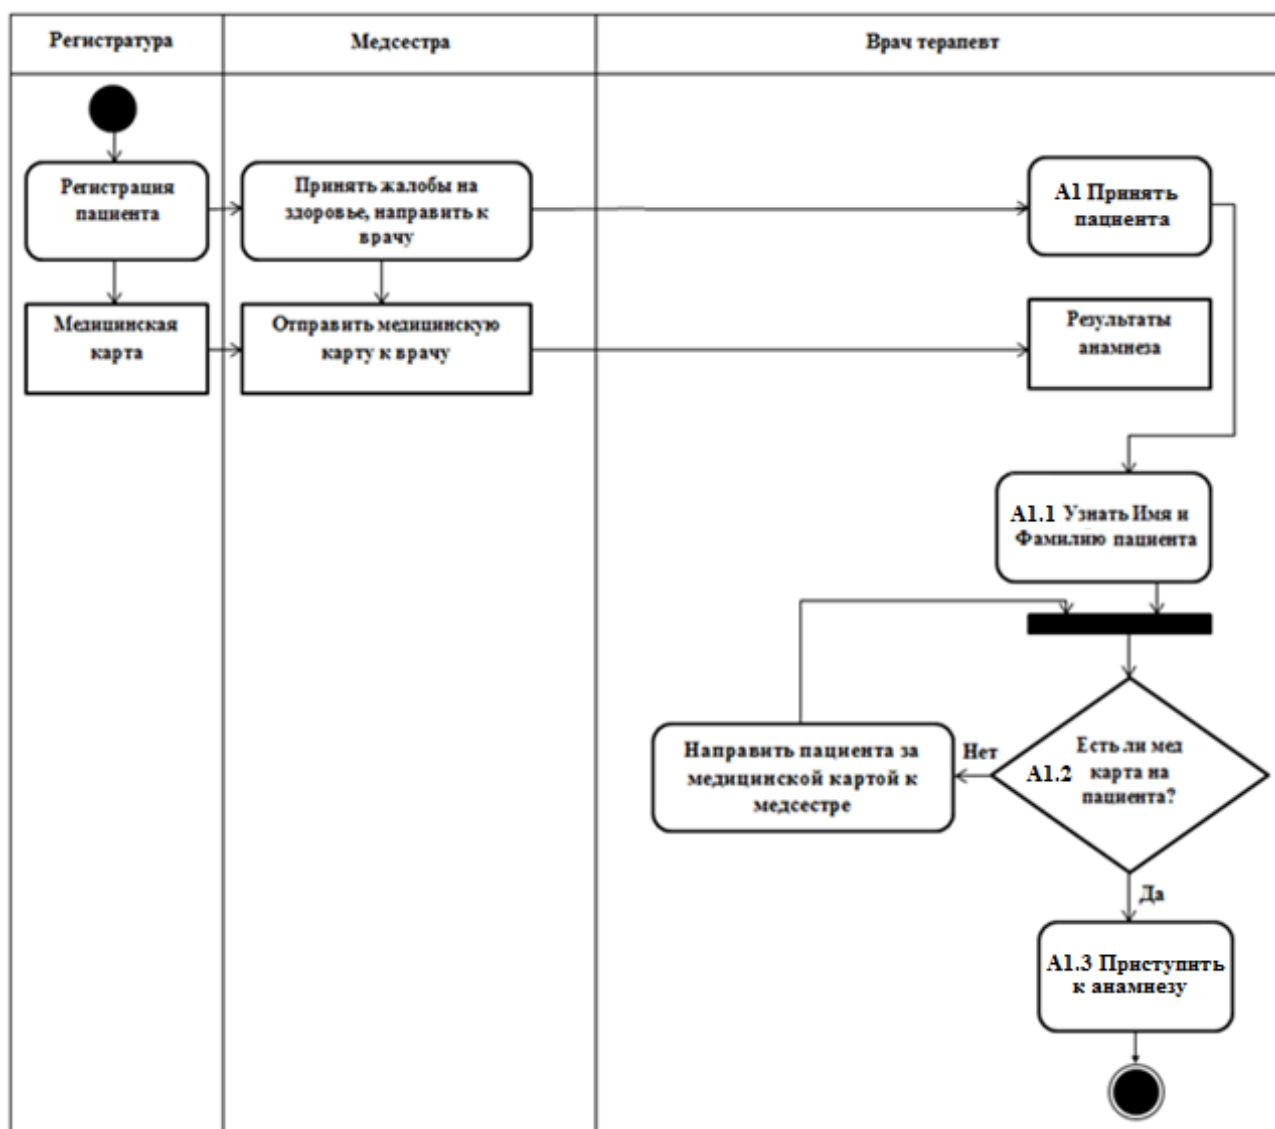 Регистратура
Медсестра
Врач терапевт
Регистрация
пациента
Принять жалобы на
здоровье, направить к
врачу
А1 Принять
пациента
Медицинская
карта
Отправить медицинскую
карту к врачу
Результаты
анамнеза
А1.1 Узнать Имя и
Фамилию пациента
Направить пациента за
медицинской картой к
медсестре
Нет
А1.2
Есть ли мед
карта на
пациента?
Да
А1.3 Приступить
к анамнезу